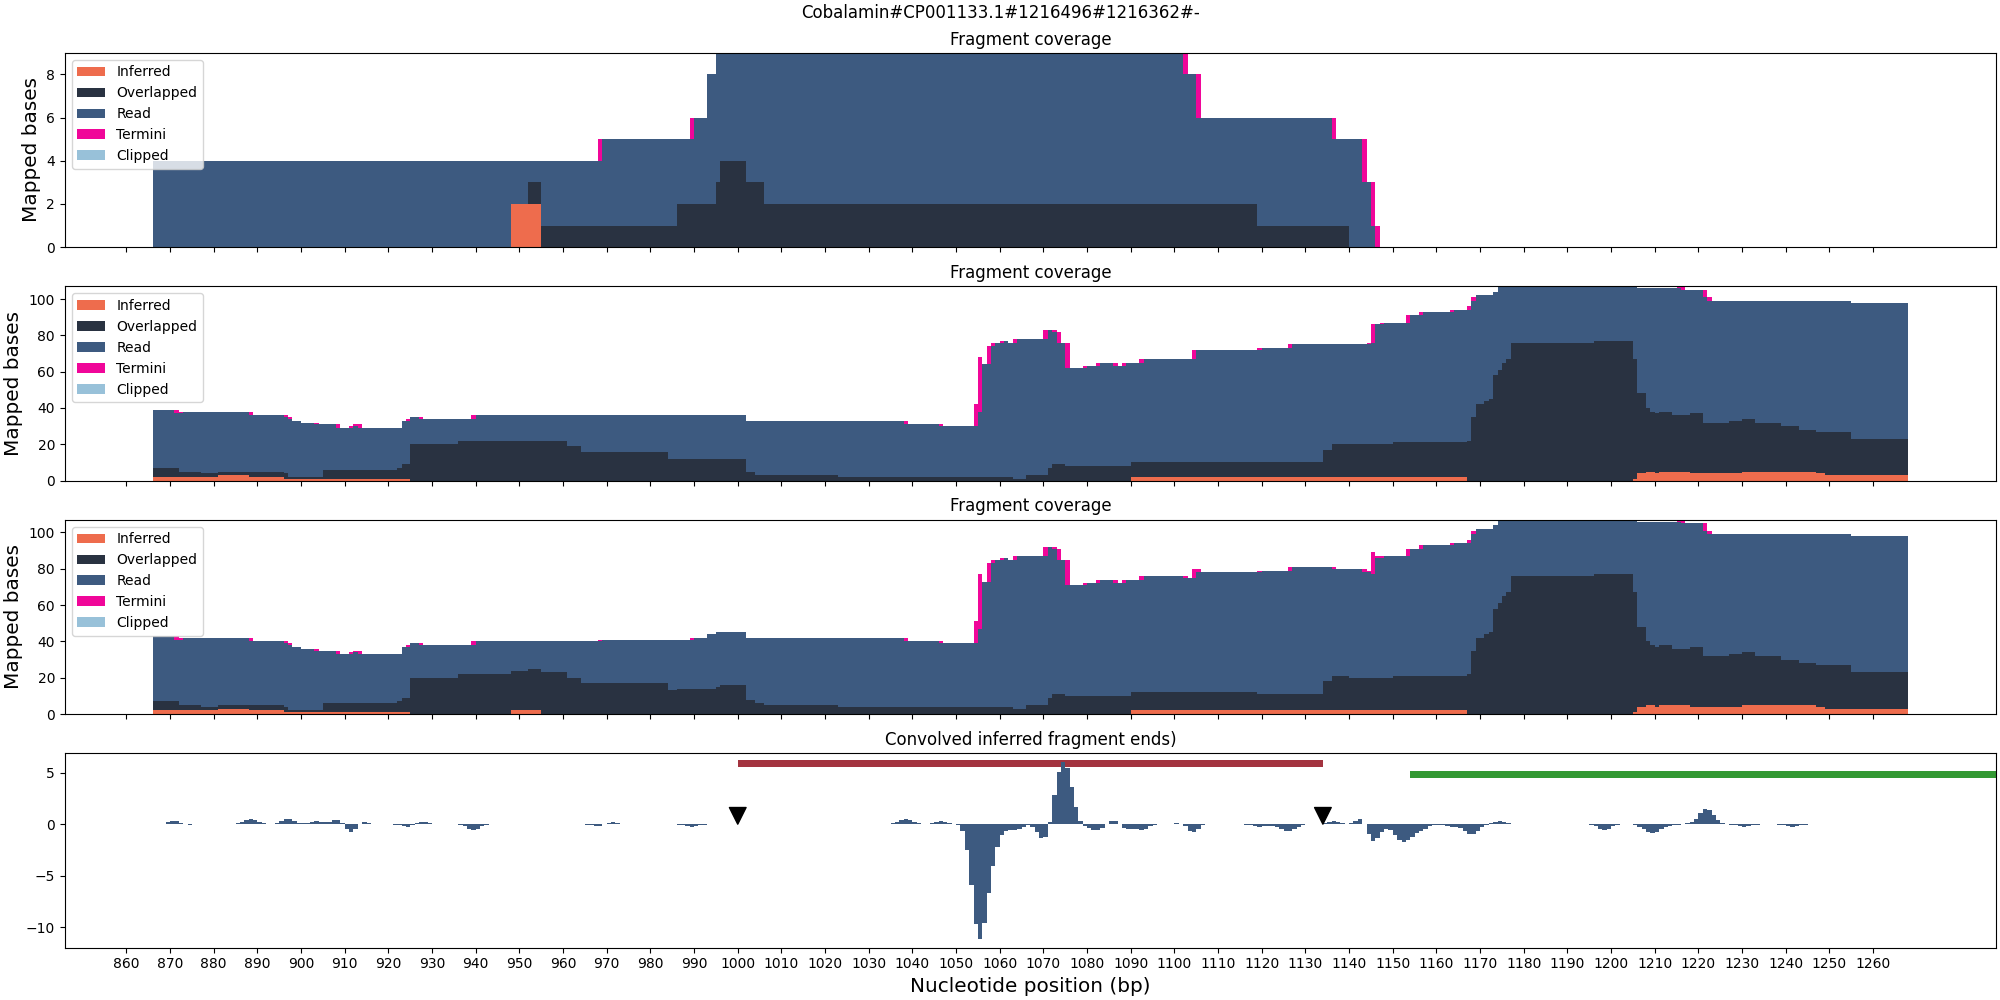 Cobalamin#CP001133.1#1216496#1216362#-
Fragment coverage
Mapped bases
8
6
4
2
0
Inferred
Overlapped
Read
Termini
Clipped
Fragment coverage
Mapped bases
100
80
60
40
20
0
Inferred
Overlapped
Read
Termini
Clipped
Fragment coverage
Mapped bases
100
80
60
40
20
0
Inferred
Overlapped
Read
Termini
Clipped
Convolved inferred fragment ends)
5
0
−5
−10
860 870 880 890 900 910 920 930 940 950 960 970 980 990 1000 1010 1020 1030 1040 1050 1060 1070 1080 1090 1100 1110 1120 1130 1140 1150 1160 1170 1180 1190 1200 1210 1220 1230 1240 1250 1260
Nucleotide position (bp)